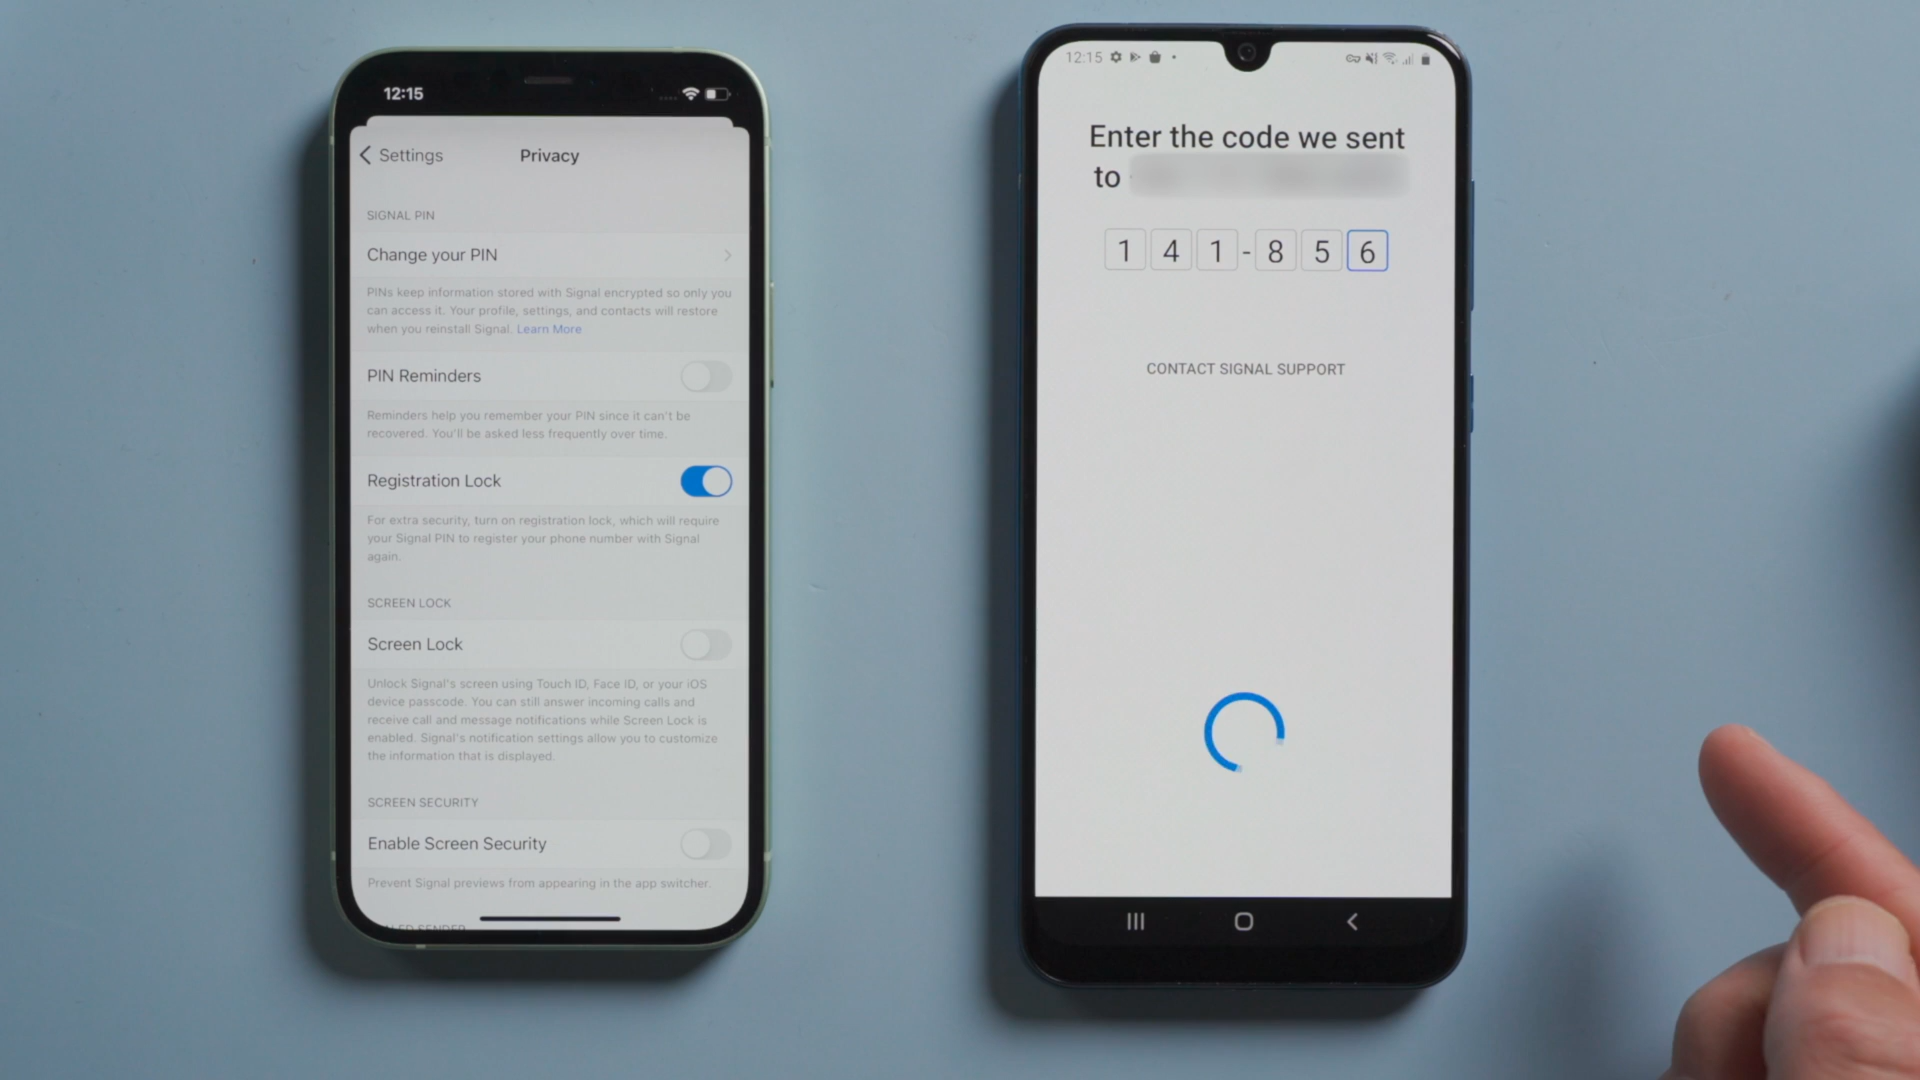 12:15
Settings
Privacy
SIGNAL PIN
Change your PIN
PINs keep information stored with Signal encrypted so only you
can access it. Your profile, settings, and contacts will restore
when you reinstall Signal. Learn More
PIN Reminders
Reminders help you remember your PIN since it can't be
recovered. You'll be asked less frequently over time.
Registration Lock
For extra security, turn on registration lock, which will require
your Signal PIN to register your phone number with Signal
again.
SCREEN LOCK
Screen Lock
Unlock Signal's screen using Touch ID, Face ID, or your iOS
device passcode. You can still answer incoming calls and
receive call and message notifications while Screen Lock is
enabled. Signal's notification settings allow you to customize
the information that is displayed.
SCREEN SECURITY
Enable Screen Security
Prevent Signal previews from appearing in the app switcher.
12:15
Enter the code we sent
to
141-856
CONTACT SIGNAL SUPPORT